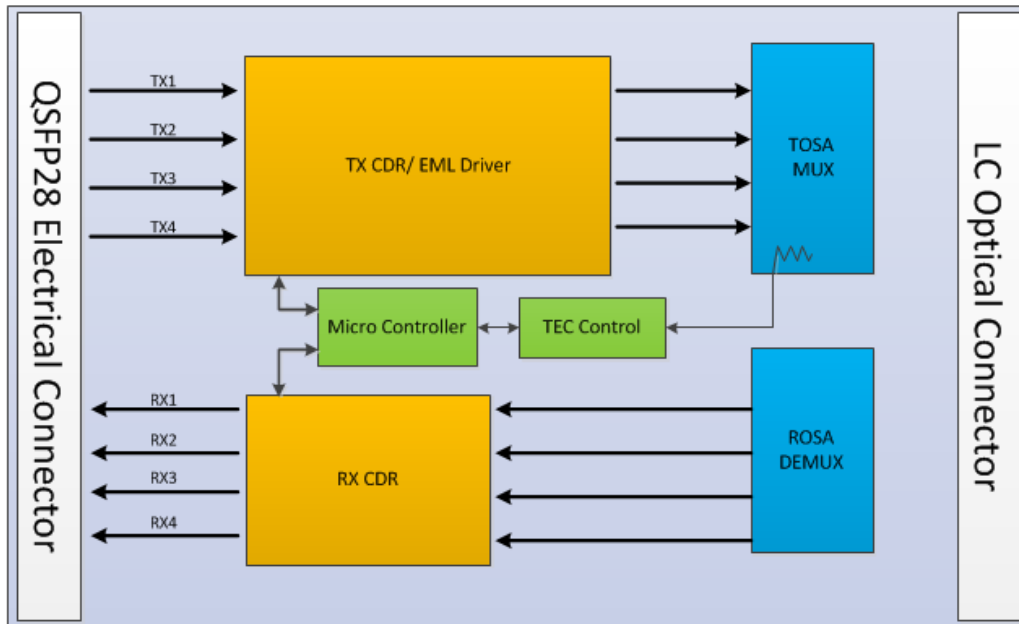 QSFP28 Electrical Connector
TX1
TX2
TX3
TX4
TX CDR/ EML Driver
TOSA
MUX
Micro Controller
TEC Control
RX1
RX2
RX3
RX4
RX CDR
ROSA
DEMUX
LC Optical Connector